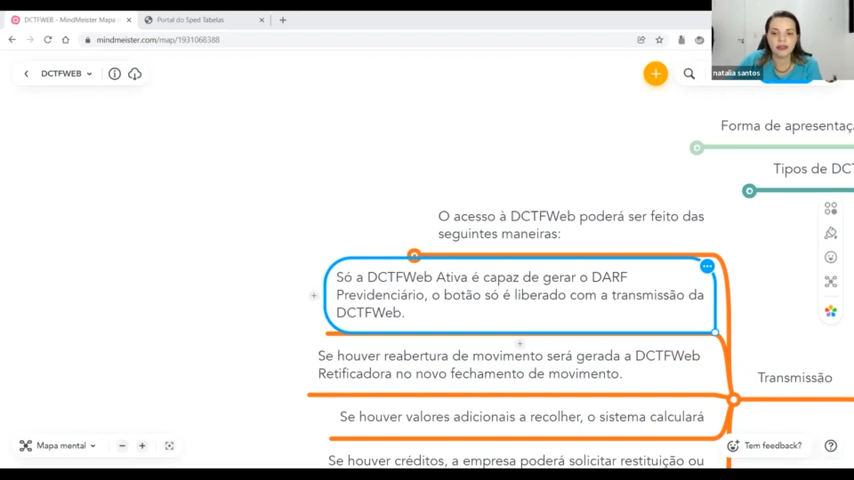 DCTFWEB - MindMeister Mapa
Portal do Sped Tabelas
mindmeister.com/map/1931068388
natalia santos
DCTFWEB
Forma de apresentaça
Tipos de DCT
O acesso à DCTFWeb poderá ser feito das
seguintes maneiras:
Só a DCTFWeb Ativa é capaz de gerar o DARF
Previdenciário, o botão só é liberado com a transmissão da
DCTFWeb.
Se houver reabertura de movimento será gerada a DCTFWeb
Retificadora no novo fechamento de movimento.
Transmissão
Se houver valores adicionais a recolher, o sistema calculará
Mapa mental
Tem feedback?
Se houver créditos, a empresa poderá solicitar restituição ou